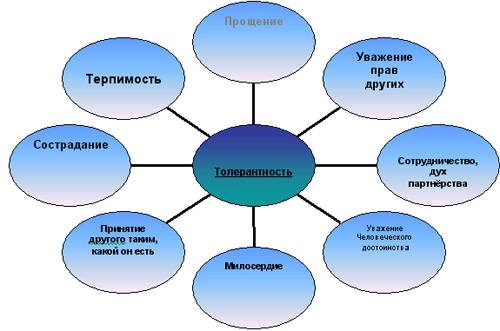 Прощение
Терпимость
Уважение
прав
других
Сострадание
Толерантность
Сотрудничество,
дух
партнёрства
Принятие
другого таким,
какой он есть
Милосердие
Уважение
Человеческого
достоинства